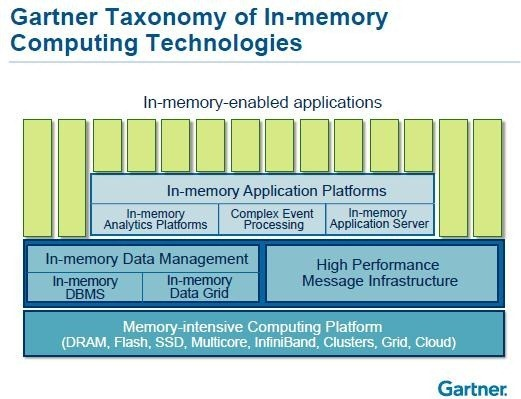 Gartner Taxonomy of In-memory
Computing Technologies
In-memory-enabled applications
In-memory Application Platforms
In-memory
Analytics Platforms
Complex Event
Processing
In-memory
Application Server
In-memory Data Management
In-memory
DBMS
In-memory
Data Grid
High Performance
Message Infrastructure
Memory-intensive Computing Platform
(DRAM, Flash, SSD, Multicore, InfiniBand, Clusters, Grid, Cloud)
Gartner.